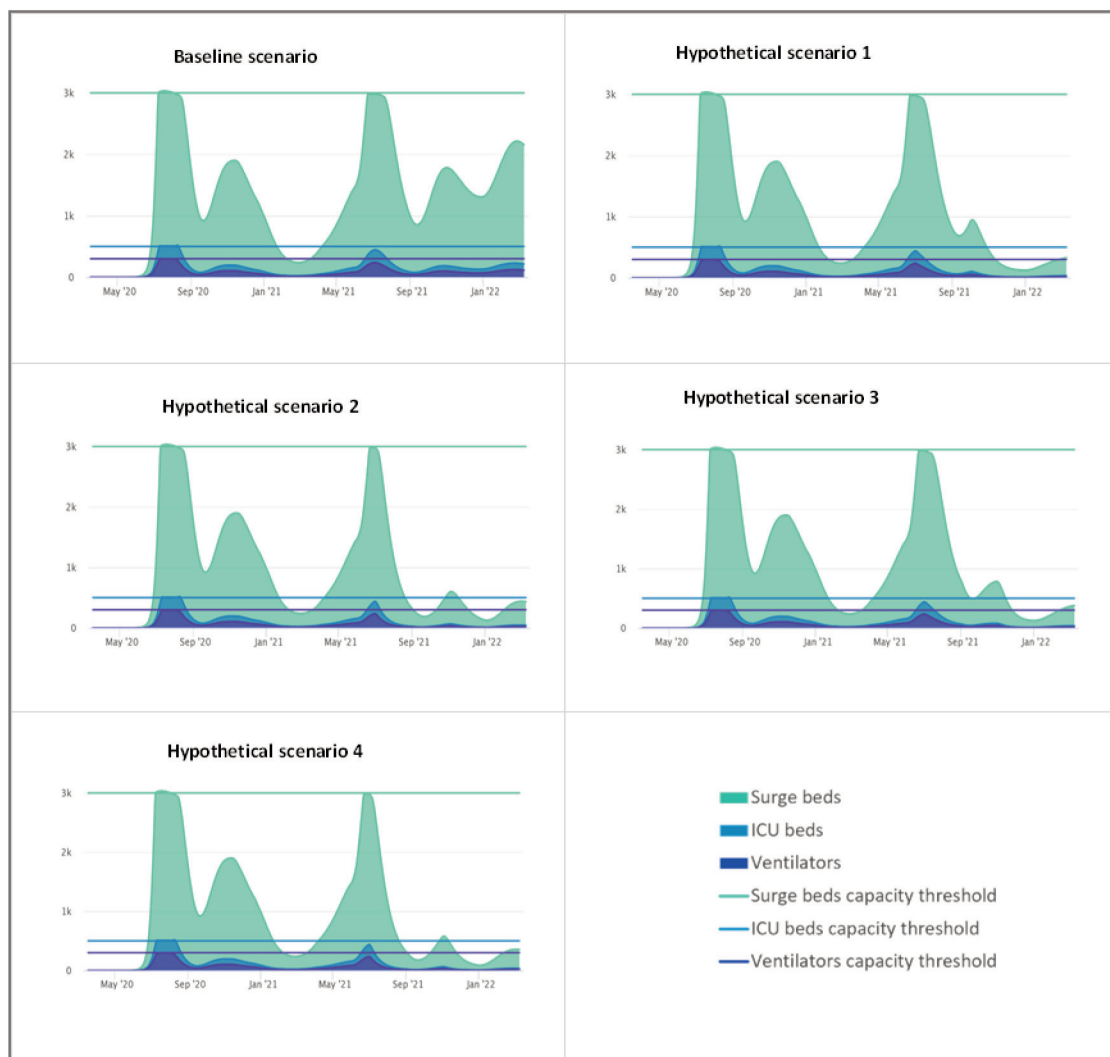 Baseline scenario
3k
2k
1k
0
May '20 Sep '20 Jan '21 May '21 Sep '21 Jan '22
Hypothetical scenario 1
3k
2k
1k
0
May '20 Sep '20 Jan '21 May '21 Sep '21 Jan '22
Hypothetical scenario 2
3k
2k
1k
0
May '20 Sep '20 Jan '21 May '21 Sep '21 Jan '22
Hypothetical scenario 3
3k
2k
1k
0
May '20 Sep '20 Jan '21 May '21 Sep '21 Jan '22
Hypothetical scenario 4
3k
2k
1k
0
May '20 Sep '20 Jan '21 May '21 Sep '21 Jan '22
Surge beds
ICU beds
Ventilators
Surge beds capacity threshold
ICU beds capacity threshold
Ventilators capacity threshold